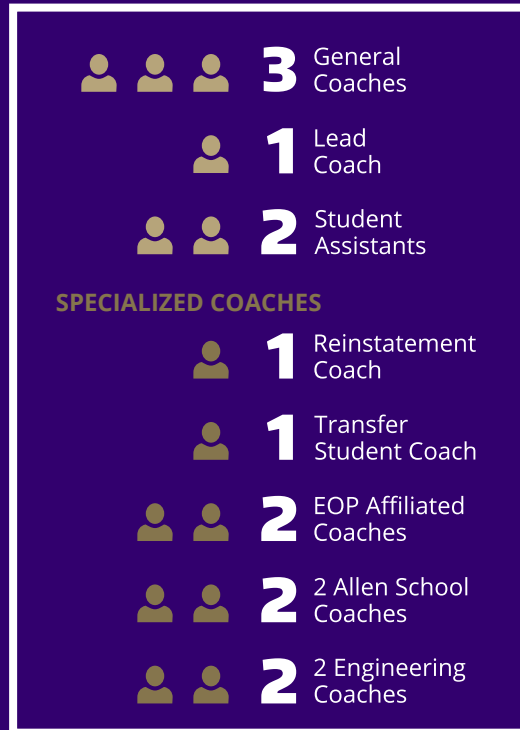 3 General
Coaches
1 Lead
Coach
2 Student
Assistants
SPECIALIZED COACHES
1 Reinstatement
Coach
1 Transfer
Student Coach
2 EOP Affiliated
Coaches
2 2 Allen School
Coaches
2 2 Engineering
Coaches